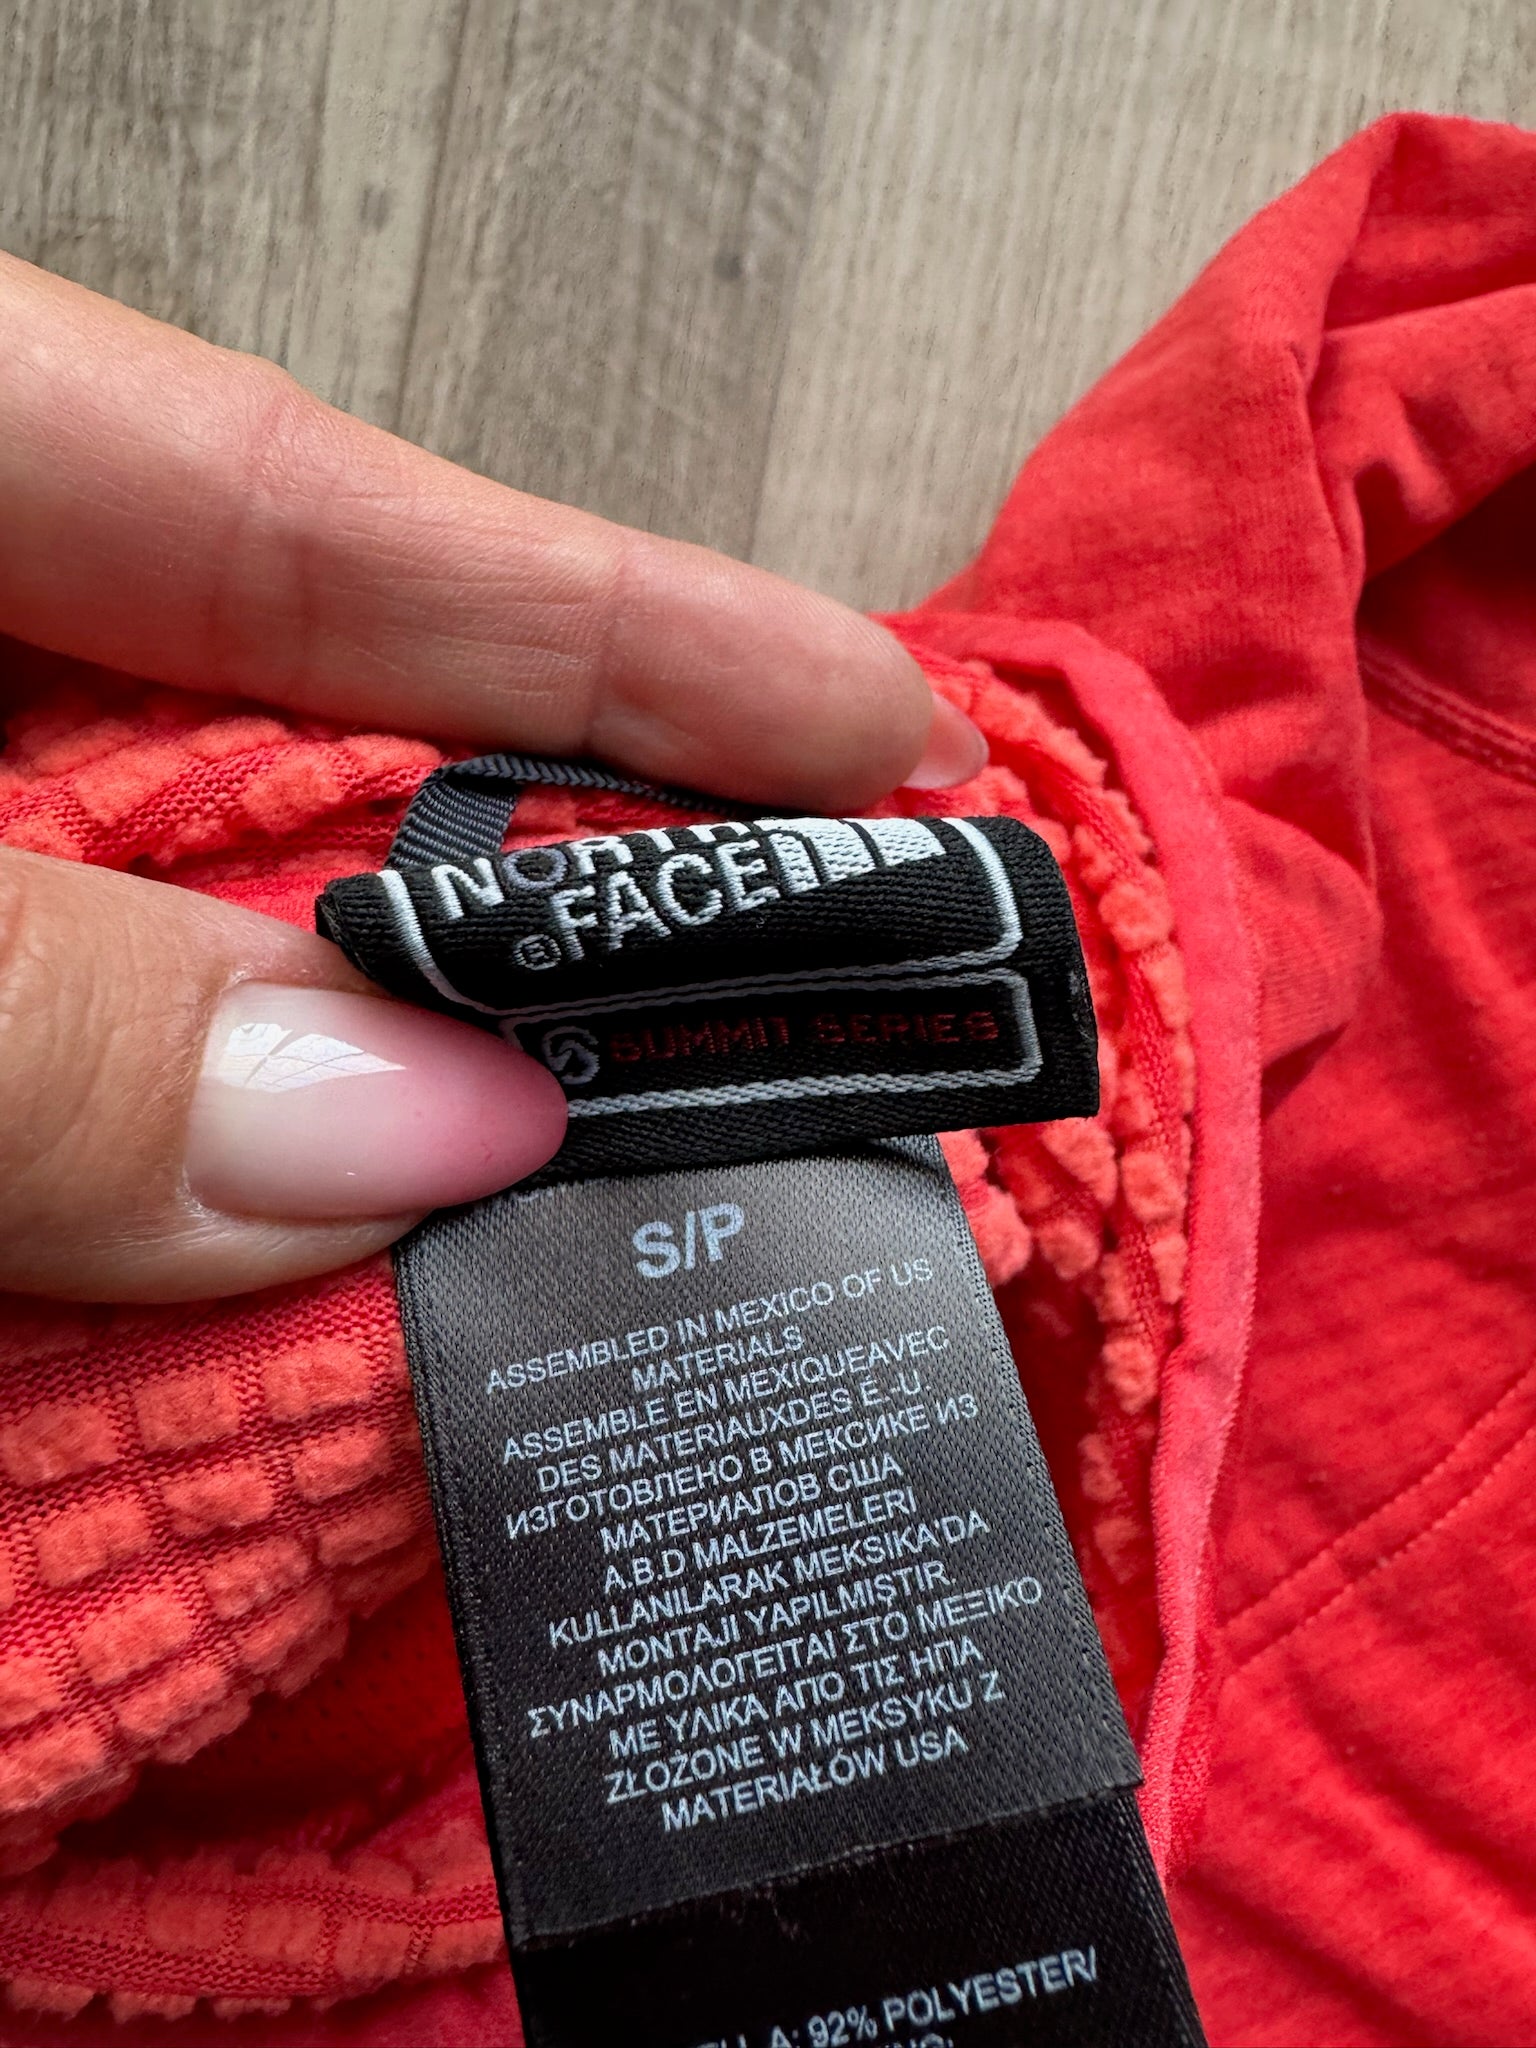 NORTH
FACE
®
SUMMIT SERIES
S/P
ASSEMBLED IN MEXICO OF US
MATERIALS
ASSEMBLE EN MEXIQUEAVEC
DES MATERIAUXDES É.-U.
ИЗГОТОВЛЕНО В МЕКСИКЕ ИЗ
МАТЕРИАЛОВ США
A.B.D MALZEMELERI
KULLANILARAK MEKSIKA'DA
MONTAJI YAPILMIŞTIR.
ΣΥΝΑΡΜΟΛΟΓΕΙΤΑΙ ΣΤΟ ΜΕΞΙΚΟ
ΜΕ ΥΛΙΚΑ ΑΠΟ ΤΙΣ ΗΠΑ
ZŁOŻONE W MEKSYKU Z
MATERIAŁÓW USA
A: 92% POLYESTER/